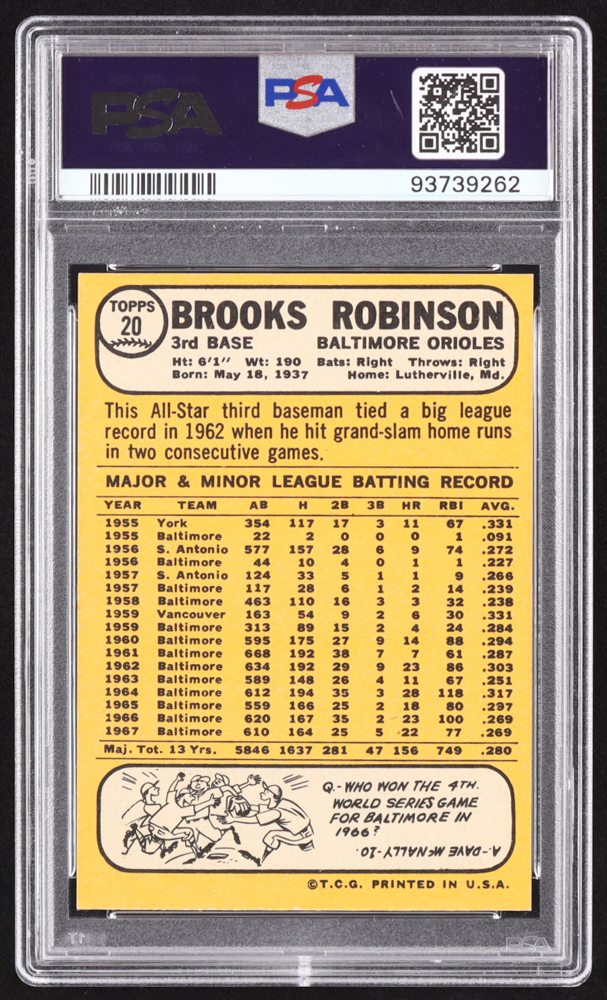 PSA
PSA
93739262
TOPPS
20
BROOKS ROBINSON
3rd BASE BALTIMORE ORIOLES
Ht: 6'1" Wt: 190 Bats: Right Throws: Right
Born: May 18, 1937 Home: Lutherville, Md.
This All-Star third baseman tied a big league
record in 1962 when he hit grand-slam home runs
in two consecutive games.
MAJOR & MINOR LEAGUE BATTING RECORD
YEAR TEAM AB H 2B 3B HR RBI AVG.
1955 York 354 117 17 3 11 67 .331
1955 Baltimore 22 2 0 0 0 1 .091
1956 S. Antonio 577 157 28 6 9 74 .272
1956 Baltimore 44 10 4 0 1 1 .227
1957 S. Antonio 124 33 5 1 1 9 .266
1957 Baltimore 117 28 6 1 2 14 .239
1958 Baltimore 463 110 16 3 3 32 .238
1959 Vancouver 163 54 9 2 6 30 .331
1959 Baltimore 313 89 15 2 4 24 .284
1960 Baltimore 595 175 27 9 14 88 .294
1961 Baltimore 668 192 38 7 7 61 .287
1962 Baltimore 634 192 29 9 23 86 .303
1963 Baltimore 589 148 26 4 11 67 .251
1964 Baltimore 612 194 35 3 28 118 .317
1965 Baltimore 559 166 25 2 18 80 .297
1966 Baltimore 620 167 35 2 23 100 .269
1967 Baltimore 610 164 25 5 22 77 .269
Maj. Tot. 13 Yrs. 5846 1637 281 47 156 749 .280
Q.-WHO WON THE 4TH.
WORLD SERIES GAME
FOR BALTIMORE IN
1966?
A.-DAVE McNALLY-10.
©T.C.G. PRINTED IN U.S.A.
PSA